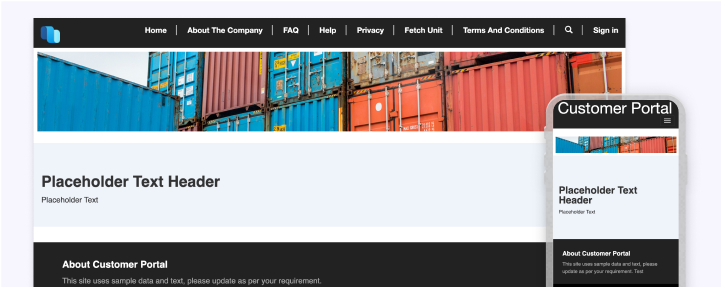 Home
About The Company
FAQ
Help
Privacy
Fetch Unit
Terms And Conditions
Sign in
Placeholder Text Header
Placeholder Text
About Customer Portal
This site uses sample data and text, please update as per your requirement.
Customer Portal
Placeholder Text
Header
Placeholder Text
About Customer Portal
This site uses sample data and text, please
update as per your requirement. Text